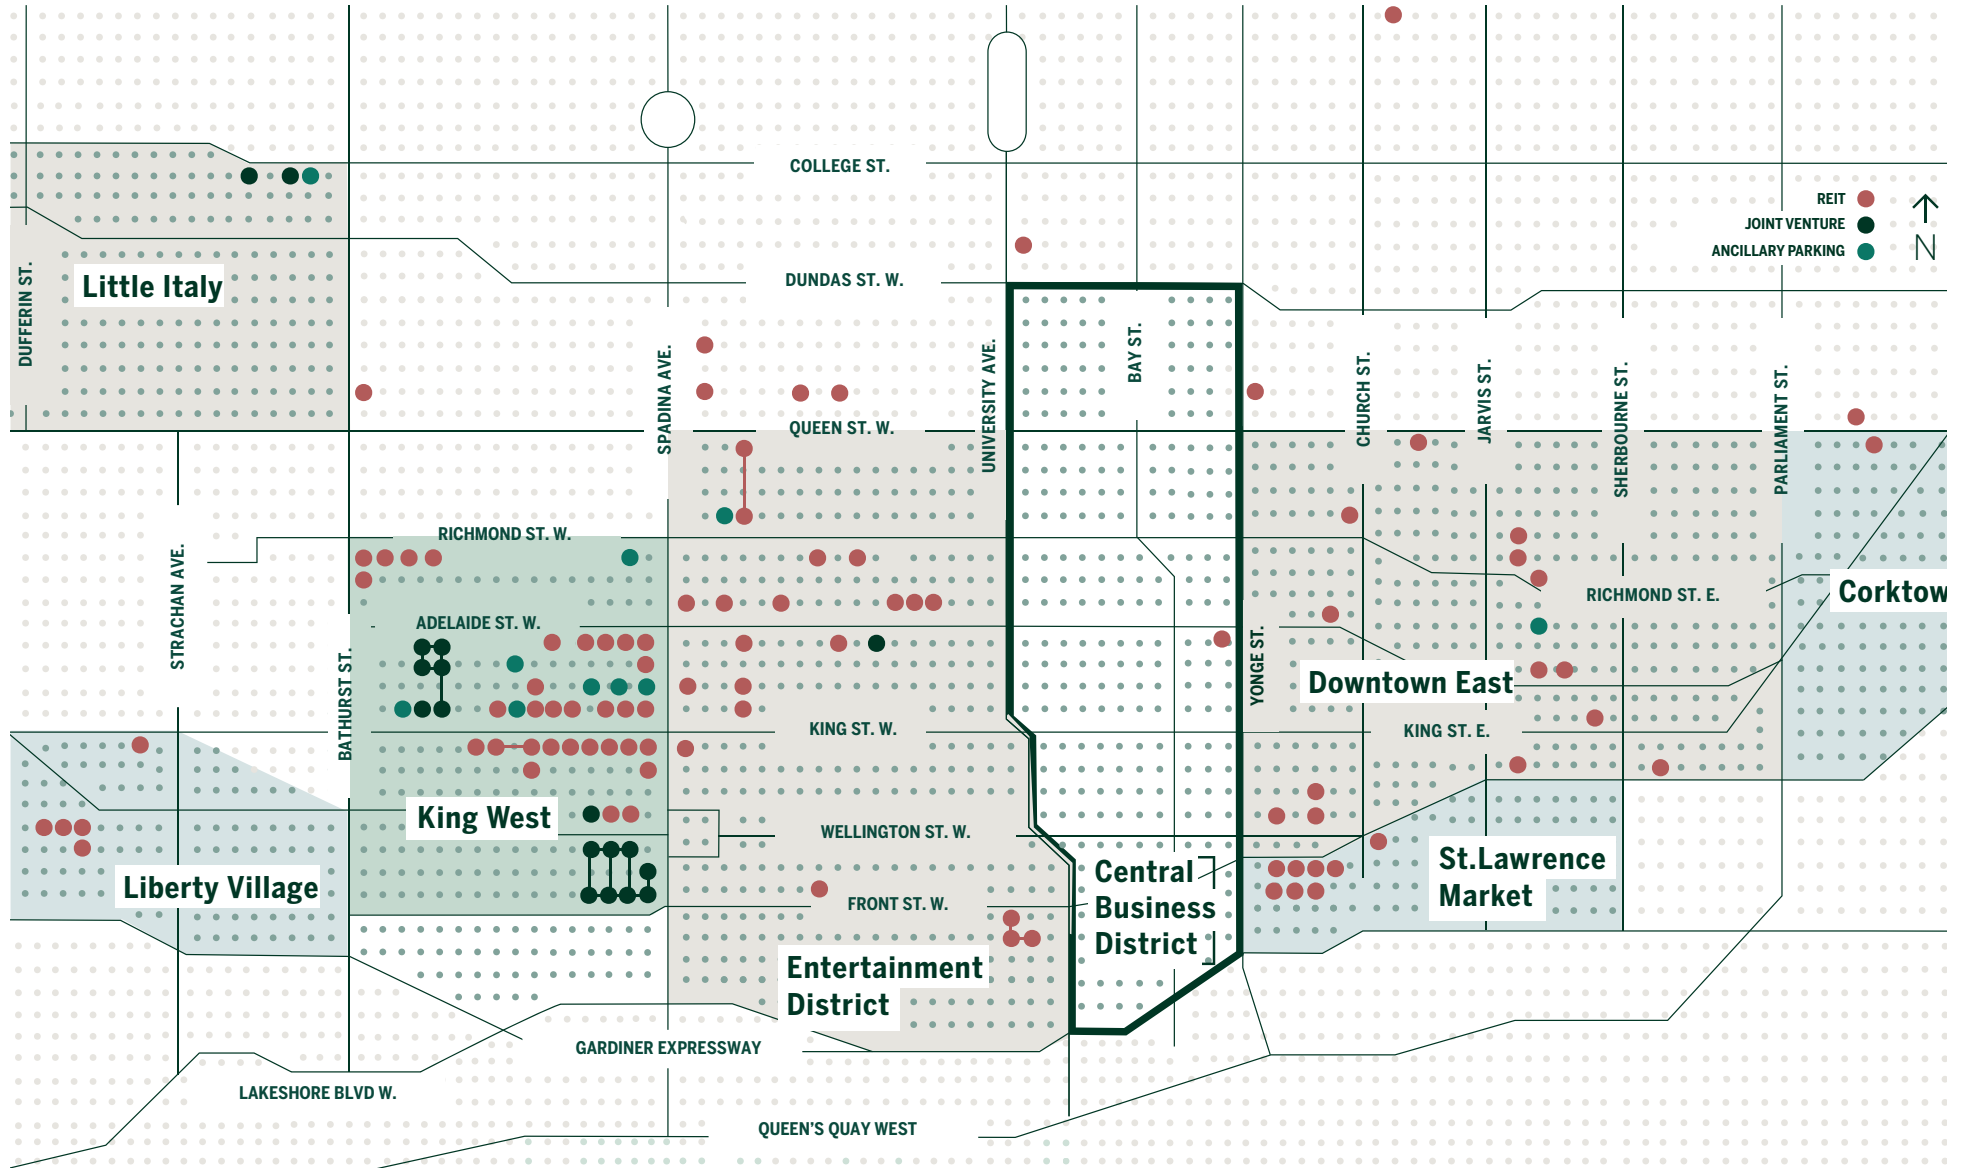 COLLEGE ST.
REIT
JOINT VENTURE
ANCILLARY PARKING
N
DUFFERIN ST.
Little Italy
DUNDAS ST. W.
SPADINA AVE.
UNIVERSITY AVE.
BAY ST.
CHURCH ST.
JARVIS ST.
SHERBOURNE ST.
PARLIAMENT ST.
QUEEN ST. W.
STRACHAN AVE.
RICHMOND ST. W.
RICHMOND ST. E.
Corktow
ADELAIDE ST. W.
BATHURST ST.
YONGE ST.
Downtown East
KING ST. W.
KING ST. E.
King West
WELLINGTON ST. W.
Liberty Village
Central
Business
District
St.Lawrence
Market
FRONT ST. W.
Entertainment
District
GARDINER EXPRESSWAY
LAKESHORE BLVD W.
QUEEN'S QUAY WEST